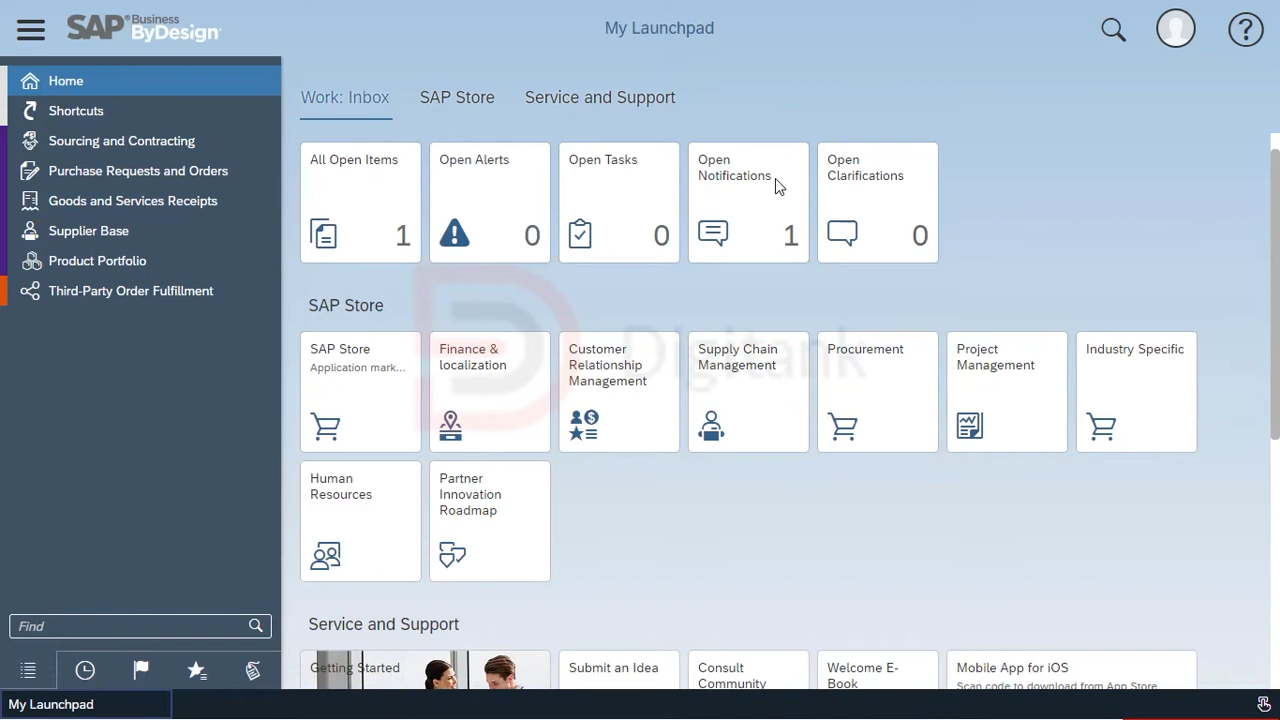 SAP Business ByDesign
My Launchpad
Home
Shortcuts
Sourcing and Contracting
Purchase Requests and Orders
Goods and Services Receipts
Supplier Base
Product Portfolio
Third-Party Order Fulfillment
Find
My Launchpad
Work: Inbox
SAP Store
Service and Support
All Open Items
1
Open Alerts
0
Open Tasks
0
Open
Notifications
1
Open
Clarifications
0
SAP Store
SAP Store
Application mark...
Finance &
localization
Customer
Relationship
Management
Supply Chain
Management
Procurement
Project
Management
Industry Specific
Human
Resources
Partner
Innovation
Roadmap
Digitank
Service and Support
Getting Started
Submit an Idea
Consult
Community
Welcome E-
Book
Mobile App for iOS
Scan code to download from App Store